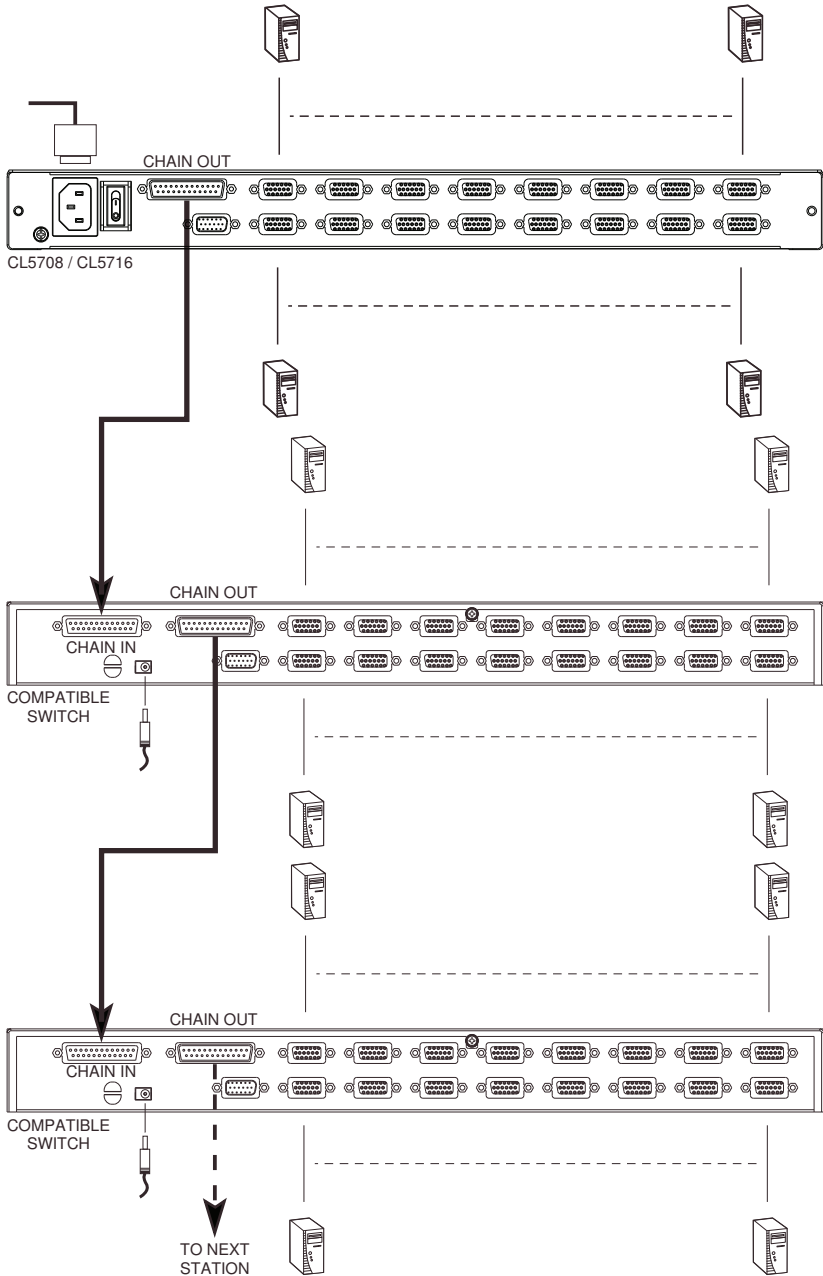 CHAIN OUT
CL5708 / CL5716
CHAIN OUT
CHAIN IN
COMPATIBLE
SWITCH
CHAIN OUT
CHAIN IN
COMPATIBLE
SWITCH
TO NEXT
STATION